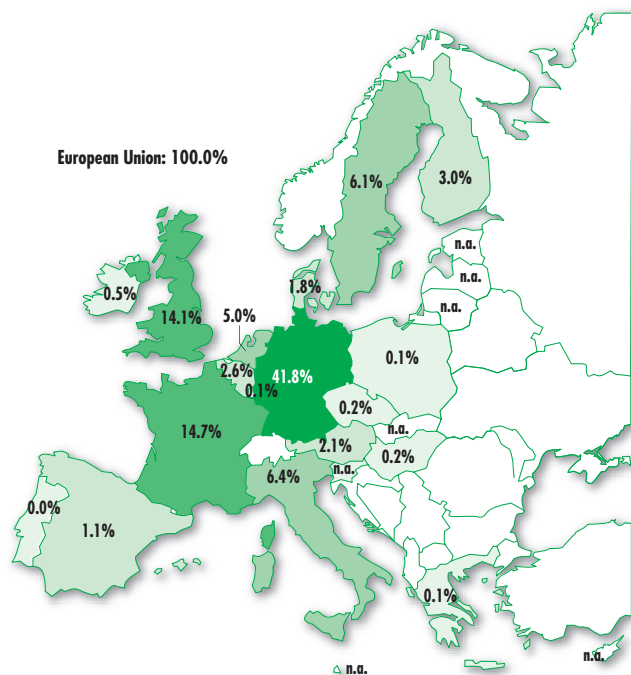 European Union: 100.0%
6.1%
3.0%
n.a.
n.a.
n.a.
0.5%
14.1%
1.8%
5.0%
2.6%
0.1%
41.8%
0.1%
0.2%
n.a.
14.7%
2.1%
0.2%
n.a.
6.4%
0.0%
1.1%
0.1%
n.a.
n.a.